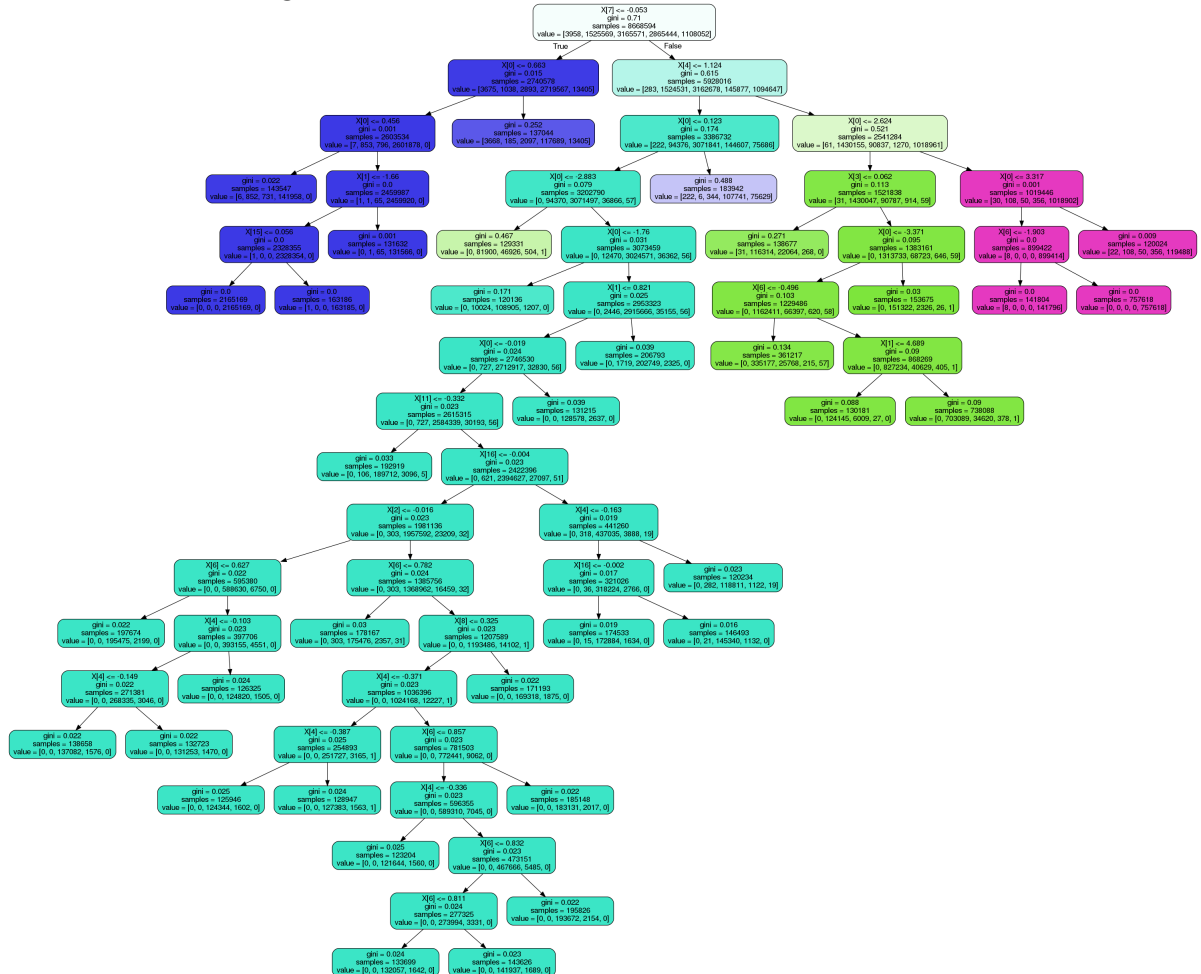 X[7] <= -0.053
gini = 0.71
samples = 8668594
value = [3958, 1525569, 3165571, 2865444, 1108052]
True
False
X[0] <= 0.663
gini = 0.015
samples = 2740578
value = [3675, 1038, 2893, 2719567, 13405]
X[4] <= 1.124
gini = 0.615
samples = 5928016
value = [283, 1524531, 3162678, 145877, 1094647]
X[0] <= 0.456
gini = 0.001
samples = 2603534
value = [7, 853, 796, 2601878, 0]
gini = 0.252
samples = 137044
value = [3668, 185, 2097, 117689, 13405]
X[0] <= 0.123
gini = 0.174
samples = 3386732
value = [222, 94376, 3071841, 144607, 75686]
X[0] <= 2.624
gini = 0.521
samples = 2541284
value = [61, 1430155, 90837, 1270, 1018961]
gini = 0.022
samples = 143547
value = [6, 852, 731, 141958, 0]
X[1] <= -1.66
gini = 0.0
samples = 2459987
value = [1, 1, 65, 2459920, 0]
X[0] <= -2.883
gini = 0.079
samples = 3202790
value = [0, 94370, 3071497, 36866, 57]
gini = 0.488
samples = 183942
value = [222, 6, 344, 107741, 75629]
X[3] <= 0.062
gini = 0.113
samples = 1521838
value = [31, 1430047, 90787, 914, 59]
X[0] <= 3.317
gini = 0.001
samples = 1019446
value = [30, 108, 50, 356, 1018902]
X[15] <= 0.056
gini = 0.0
samples = 2328355
value = [1, 0, 0, 2328354, 0]
gini = 0.001
samples = 131632
value = [0, 1, 65, 131566, 0]
gini = 0.467
samples = 129331
value = [0, 81900, 46926, 504, 1]
X[0] <= -1.76
gini = 0.031
samples = 3073459
value = [0, 12470, 3024571, 36362, 56]
gini = 0.271
samples = 138677
value = [31, 116314, 22064, 268, 0]
X[0] <= -3.371
gini = 0.095
samples = 1383161
value = [0, 1313733, 68723, 646, 59]
X[6] <= -1.903
gini = 0.0
samples = 899422
value = [8, 0, 0, 0, 899414]
gini = 0.009
samples = 120024
value = [22, 108, 50, 356, 119488]
gini = 0.0
samples = 2165169
value = [0, 0, 0, 2165169, 0]
gini = 0.0
samples = 163186
value = [1, 0, 0, 163185, 0]
gini = 0.171
samples = 120136
value = [0, 10024, 108905, 1207, 0]
X[1] <= 0.821
gini = 0.025
samples = 2953323
value = [0, 2446, 2915666, 35155, 56]
X[6] <= -0.496
gini = 0.103
samples = 1229486
value = [0, 1162411, 66397, 620, 58]
gini = 0.03
samples = 153675
value = [0, 151322, 2326, 26, 1]
gini = 0.0
samples = 141804
value = [8, 0, 0, 0, 141796]
gini = 0.0
samples = 757618
value = [0, 0, 0, 0, 757618]
X[0] <= -0.019
gini = 0.024
samples = 2746530
value = [0, 727, 2712917, 32830, 56]
gini = 0.039
samples = 206793
value = [0, 1719, 202749, 2325, 0]
gini = 0.134
samples = 361217
value = [0, 335177, 25768, 215, 57]
X[1] <= 4.689
gini = 0.09
samples = 868269
value = [0, 827234, 40629, 405, 1]
X[11] <= -0.332
gini = 0.023
samples = 2615315
value = [0, 727, 2584339, 30193, 56]
gini = 0.039
samples = 131215
value = [0, 0, 128578, 2637, 0]
gini = 0.088
samples = 130181
value = [0, 124145, 6009, 27, 0]
gini = 0.09
samples = 738088
value = [0, 703089, 34620, 378, 1]
gini = 0.033
samples = 192919
value = [0, 106, 189712, 3096, 5]
X[16] <= -0.004
gini = 0.023
samples = 2422396
value = [0, 621, 2394627, 27097, 51]
X[2] <= -0.016
gini = 0.023
samples = 1981136
value = [0, 303, 1957592, 23209, 32]
X[4] <= -0.163
gini = 0.019
samples = 441260
value = [0, 318, 437035, 3888, 19]
X[6] <= 0.627
gini = 0.022
samples = 595380
value = [0, 0, 588630, 6750, 0]
X[6] <= 0.782
gini = 0.024
samples = 1385756
value = [0, 303, 1368962, 16459, 32]
X[16] <= -0.002
gini = 0.017
samples = 321026
value = [0, 36, 318224, 2766, 0]
gini = 0.023
samples = 120234
value = [0, 282, 118811, 1122, 19]
gini = 0.022
samples = 197674
value = [0, 0, 195475, 2199, 0]
X[4] <= -0.103
gini = 0.023
samples = 397706
value = [0, 0, 393155, 4551, 0]
gini = 0.03
samples = 178167
value = [0, 303, 175476, 2357, 31]
X[8] <= 0.325
gini = 0.023
samples = 1207589
value = [0, 0, 1193486, 14102, 1]
gini = 0.019
samples = 174533
value = [0, 15, 172884, 1634, 0]
gini = 0.016
samples = 146493
value = [0, 21, 145340, 1132, 0]
X[4] <= -0.149
gini = 0.022
samples = 271381
value = [0, 0, 268335, 3046, 0]
gini = 0.024
samples = 126325
value = [0, 0, 124820, 1505, 0]
X[4] <= -0.371
gini = 0.023
samples = 1036396
value = [0, 0, 1024168, 12227, 1]
gini = 0.022
samples = 171193
value = [0, 0, 169318, 1875, 0]
gini = 0.022
samples = 138658
value = [0, 0, 137082, 1576, 0]
gini = 0.022
samples = 132723
value = [0, 0, 131253, 1470, 0]
X[4] <= -0.387
gini = 0.025
samples = 254893
value = [0, 0, 251727, 3165, 1]
X[6] <= 0.857
gini = 0.023
samples = 781503
value = [0, 0, 772441, 9062, 0]
gini = 0.025
samples = 125946
value = [0, 0, 124344, 1602, 0]
gini = 0.024
samples = 128947
value = [0, 0, 127383, 1563, 1]
X[4] <= -0.336
gini = 0.023
samples = 596355
value = [0, 0, 589310, 7045, 0]
gini = 0.022
samples = 185148
value = [0, 0, 183131, 2017, 0]
gini = 0.025
samples = 123204
value = [0, 0, 121644, 1560, 0]
X[6] <= 0.832
gini = 0.023
samples = 473151
value = [0, 0, 467666, 5485, 0]
X[6] <= 0.811
gini = 0.024
samples = 277325
value = [0, 0, 273994, 3331, 0]
gini = 0.022
samples = 195826
value = [0, 0, 193672, 2154, 0]
gini = 0.024
samples = 133699
value = [0, 0, 132057, 1642, 0]
gini = 0.023
samples = 143626
value = [0, 0, 141937, 1689, 0]